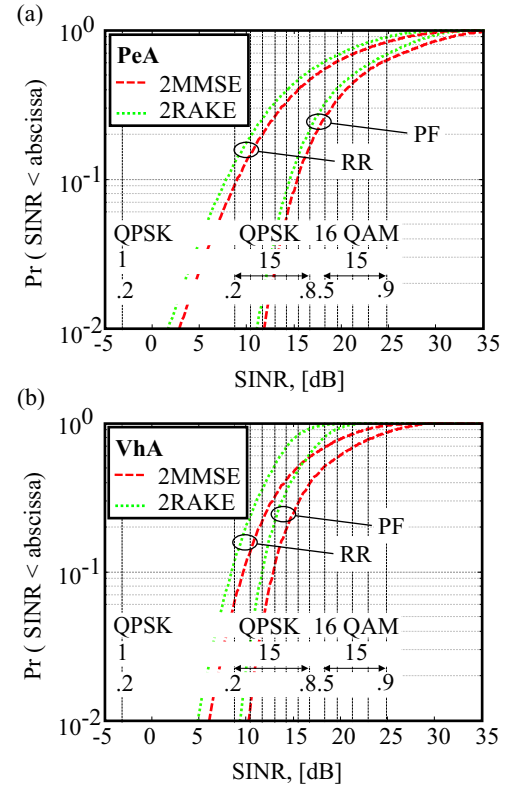 (a)
10^0
PeA
2MMSE
2RAKE
PF
RR
10^-1
Pr ( SINR < abscissa)
QPSK QPSK 16 QAM
1 15 15
.2 .2 .8.5 .9
10^-2
-5 0 5 10 15 20 25 30 35
SINR, [dB]
(b)
10^0
VhA
2MMSE
2RAKE
PF
RR
10^-1
Pr ( SINR < abscissa)
QPSK QPSK 16 QAM
1 15 15
.2 .2 .8.5 .9
10^-2
-5 0 5 10 15 20 25 30 35
SINR, [dB]